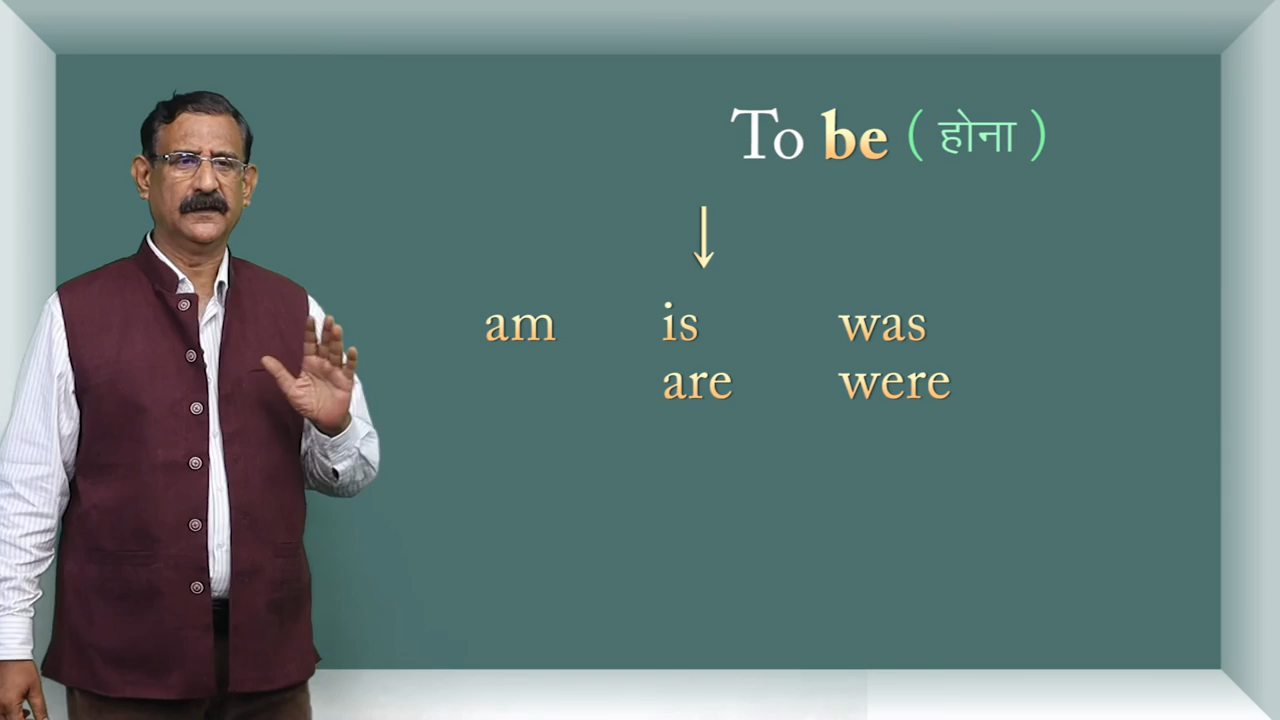 To be ( होना )
↓
am is was
are were